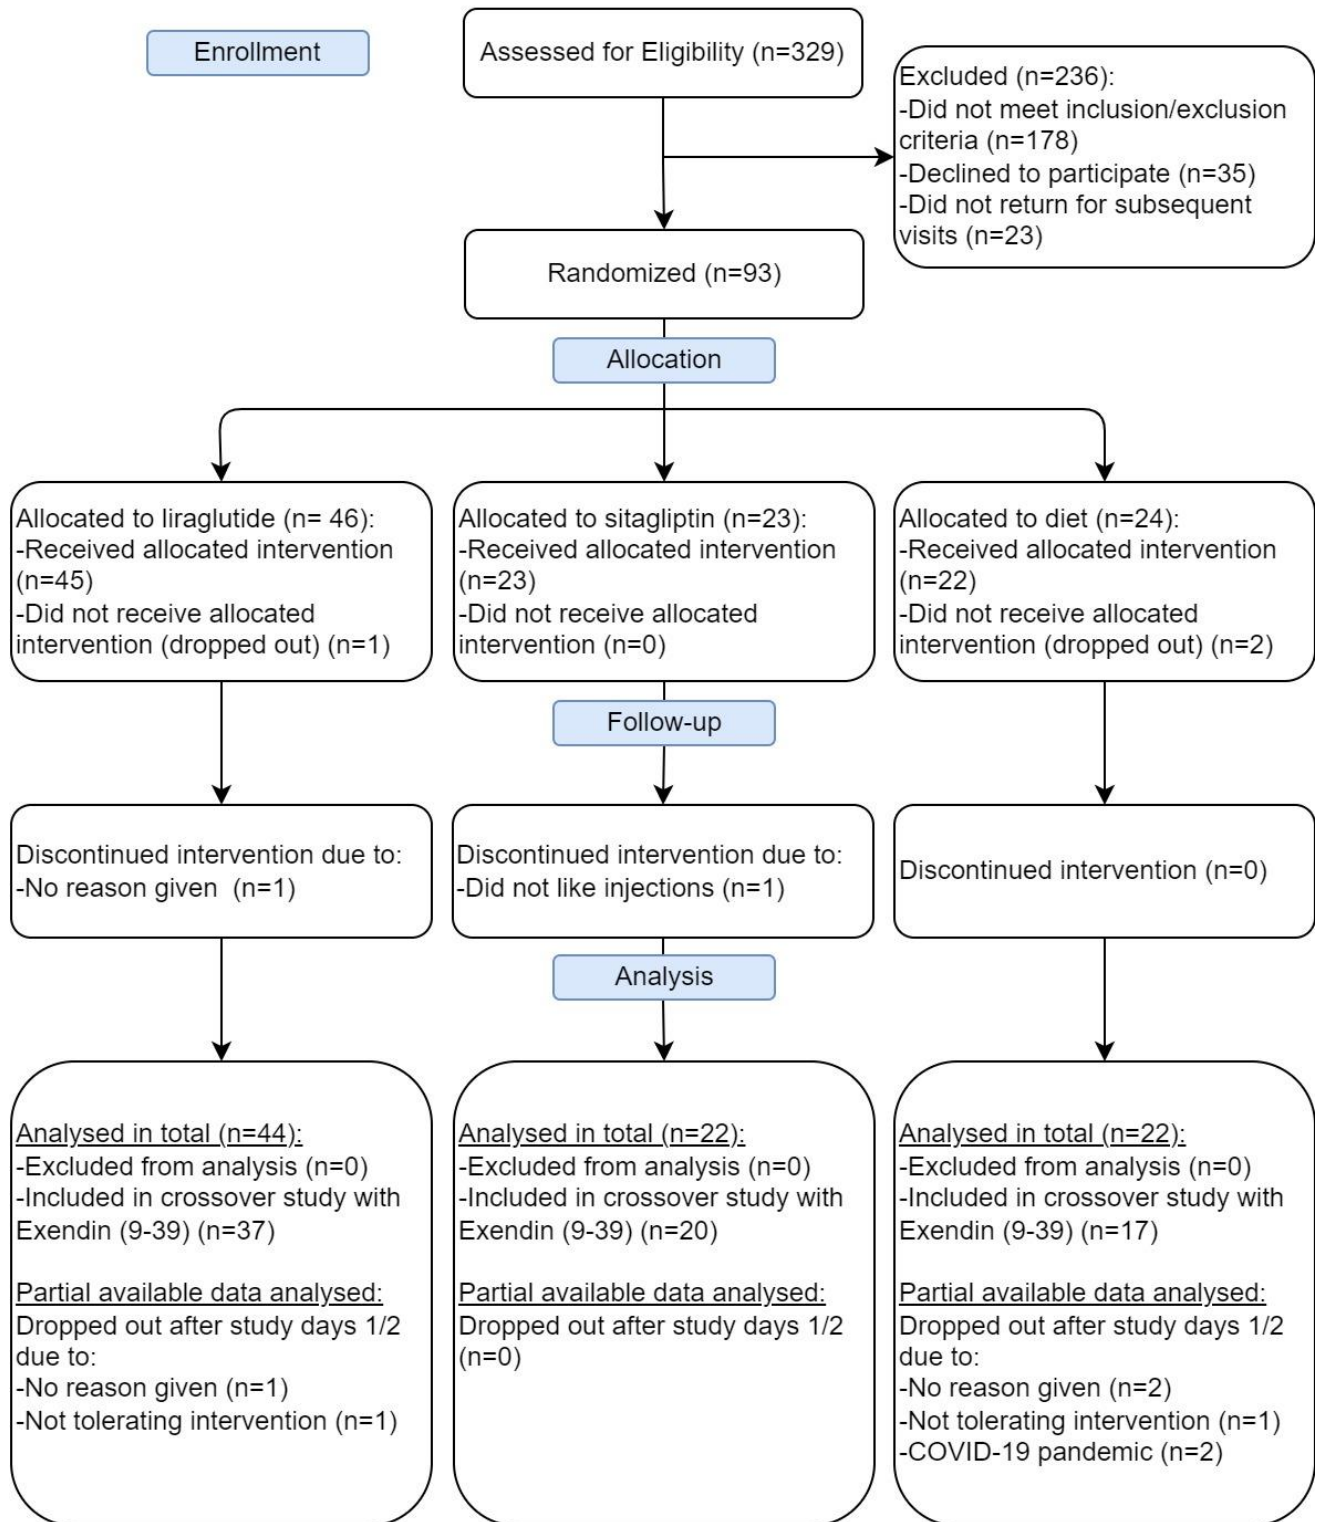 Enrollment
Assessed for Eligibility (n=329)
Excluded (n=236):
-Did not meet inclusion/exclusion
criteria (n=178)
-Declined to participate (n=35)
-Did not return for subsequent
visits (n=23)
Randomized (n=93)
Allocation
Allocated to liraglutide (n= 46):
-Received allocated intervention
(n=45)
-Did not receive allocated
intervention (dropped out) (n=1)
Allocated to sitagliptin (n=23):
-Received allocated intervention
(n=23)
-Did not receive allocated
intervention (n=0)
Allocated to diet (n=24):
-Received allocated intervention
(n=22)
-Did not receive allocated
intervention (dropped out) (n=2)
Follow-up
Discontinued intervention due to:
-No reason given  (n=1)
Discontinued intervention due to:
-Did not like injections (n=1)
Discontinued intervention (n=0)
Analysis
Analysed in total (n=44):
-Excluded from analysis (n=0)
-Included in crossover study with
Exendin (9-39) (n=37)
Partial available data analysed:
Dropped out after study days 1/2
due to:
-No reason given (n=1)
-Not tolerating intervention (n=1)
Analysed in total (n=22):
-Excluded from analysis (n=0)
-Included in crossover study with
Exendin (9-39) (n=20)
Partial available data analysed:
Dropped out after study days 1/2
(n=0)
Analysed in total (n=22):
-Excluded from analysis (n=0)
-Included in crossover study with
Exendin (9-39) (n=17)
Partial available data analysed:
Dropped out after study days 1/2
due to:
-No reason given (n=2)
-Not tolerating intervention (n=1)
-COVID-19 pandemic (n=2)